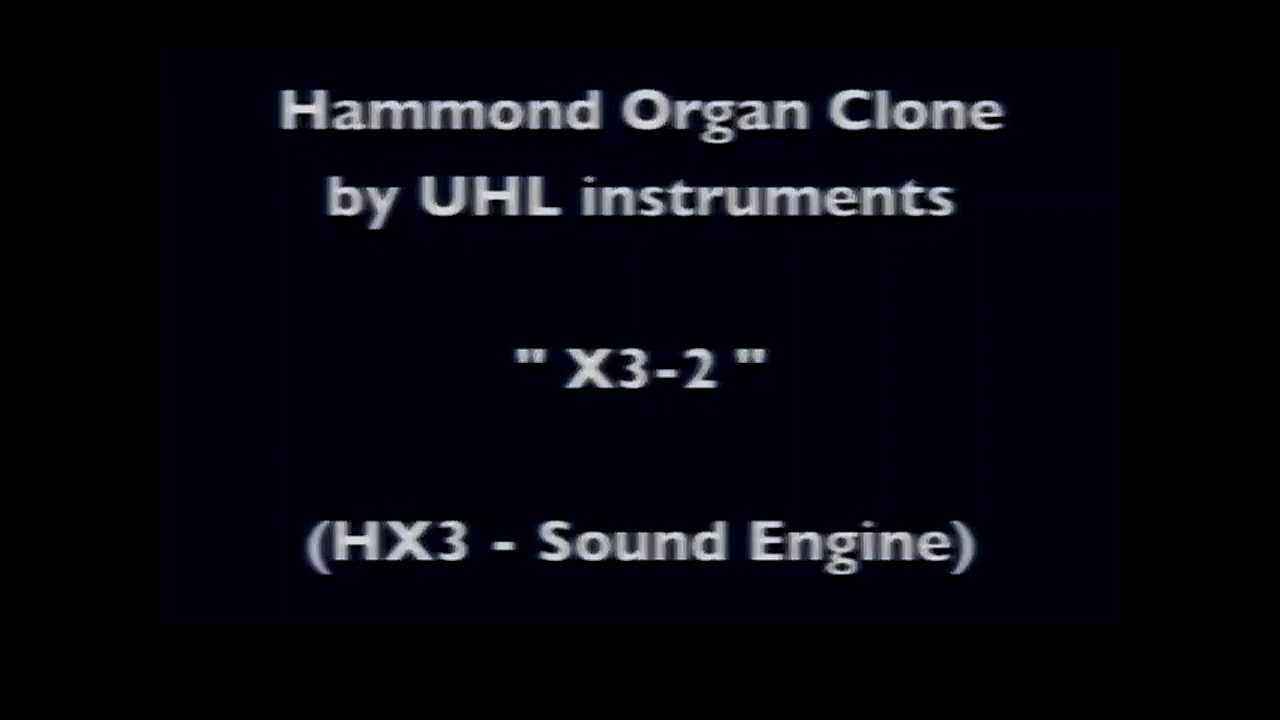 Hammond Organ Clone
by UHL instruments
" X3-2 "
(HX3 - Sound Engine)